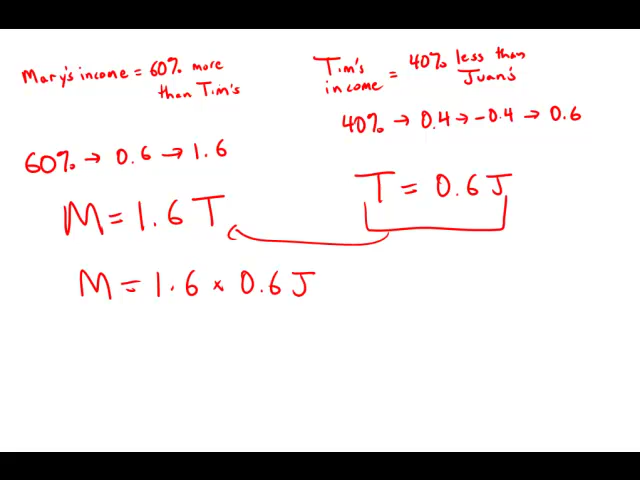 Mary's income = 60% more
than Tim's
60% → 0.6 → 1.6
M = 1.6 T
M = 1.6 × 0.6 J
Tim's
income = 40% less than
Juan's
40% → 0.4 → -0.4 → 0.6
T = 0.6 J